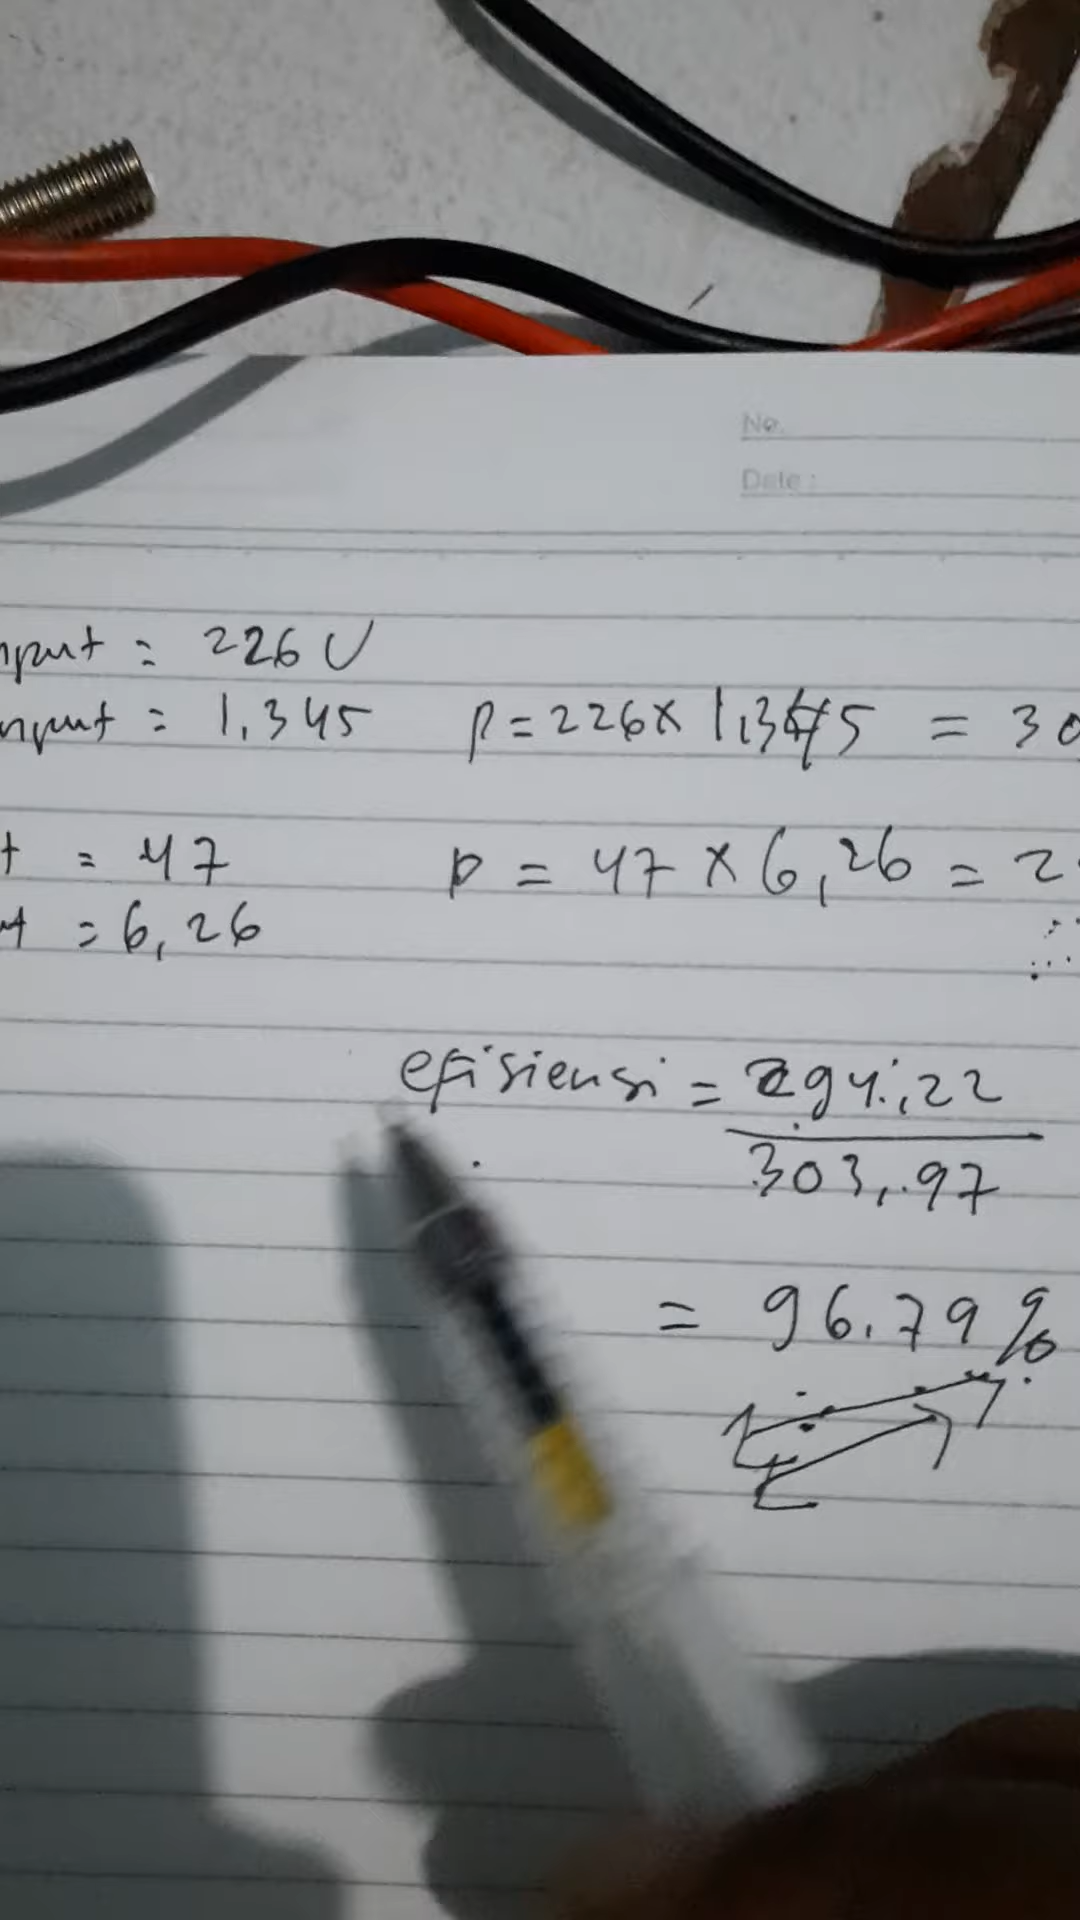 No.
Date :
nput = 226 V
nput = 1,345 P = 226 x 1,345 = 30
t = 47 P = 47 x 6,26 = 2
ut = 6,26
efisiensi = 294,22
303,97
= 96.79 %